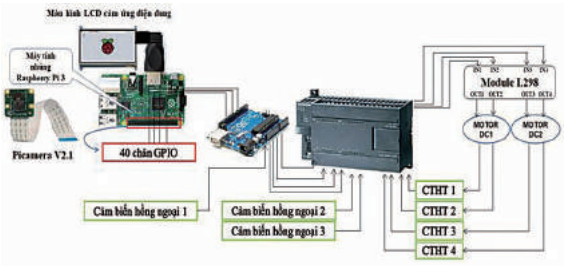 Màn hình LCD cảm ứng điện dung
Máy tính
nhúng
Raspberry Pi 3
Picamera V2.1
40 chân GPIO
IN1 IN2 IN3 IN4
Module L298
OUT1 OUT2 OUT3 OUT4
MOTOR
DC1
MOTOR
DC2
Cảm biến hồng ngoại 1
Cảm biến hồng ngoại 2
Cảm biến hồng ngoại 3
CTHT 1
CTHT 2
CTHT 3
CTHT 4